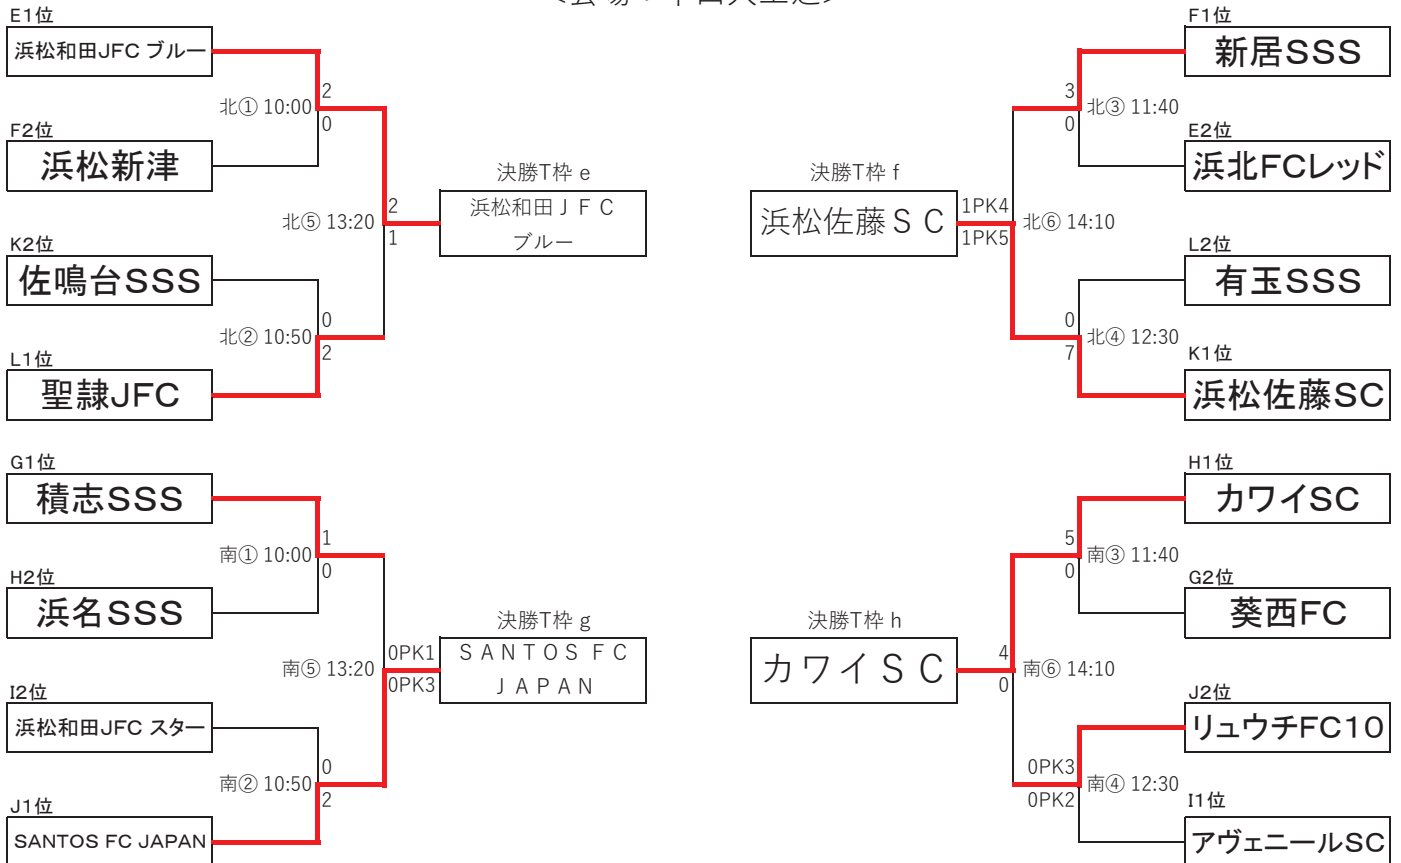 E1位
浜松和田JFC ブルー
2
北① 10:00
0
F2位
浜松新津
決勝T枠 e
浜松和田ＪＦＣ
ブルー
2
北⑤ 13:20
1
K2位
佐鳴台SSS
0
北② 10:50
2
L1位
聖隷JFC
F1位
新居SSS
3
北③ 11:40
0
E2位
浜北FCレッド
決勝T枠 f
浜松佐藤ＳＣ
1PK4
北⑥ 14:10
1PK5
L2位
有玉SSS
0
北④ 12:30
7
K1位
浜松佐藤SC
G1位
積志SSS
1
南① 10:00
0
H2位
浜名SSS
決勝T枠 g
ＳＡＮＴＯＳ ＦＣ
ＪＡＰＡＮ
0PK1
南⑤ 13:20
0PK3
I2位
浜松和田JFC スター
0
南② 10:50
2
J1位
SANTOS FC JAPAN
H1位
カワイSC
5
南③ 11:40
0
G2位
葵西FC
決勝T枠 h
カワイＳＣ
4
南⑥ 14:10
0
J2位
リュウチFC10
0PK3
南④ 12:30
0PK2
I1位
アヴェニールSC